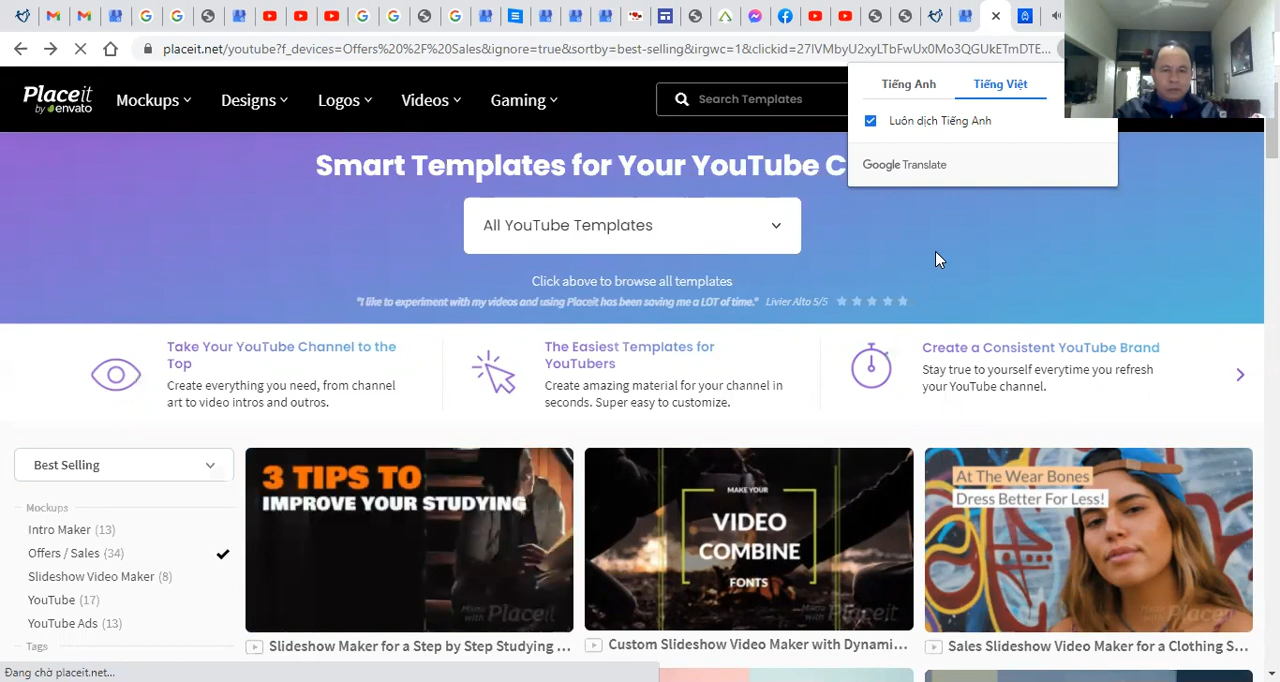 placeit.net/youtube?f_devices=Offers%20%2F%20Sales&ignore=true&sortby=best-selling&irgwc=1&clickid=27lVMbyU2xyLTbFwUx0Mo3QGUkETmDTE...
Placeit
by envato
Mockups
Designs
Logos
Videos
Gaming
Search Templates
Tiếng Anh
Tiếng Việt
Luôn dịch Tiếng Anh
Google Translate
Smart Templates for Your YouTube C
All YouTube Templates
Click above to browse all templates
"I like to experiment with my videos and using Placeit has been saving me a LOT of time." Livier Alto 5/5
Take Your YouTube Channel to the
Top
Create everything you need, from channel
art to video intros and outros.
The Easiest Templates for
YouTubers
Create amazing material for your channel in
seconds. Super easy to customize.
Create a Consistent YouTube Brand
Stay true to yourself everytime you refresh
your YouTube channel.
Best Selling
Mockups
Intro Maker (13)
Offers / Sales (34)
Slideshow Video Maker (8)
YouTube (17)
YouTube Ads (13)
Tags
3 TIPS TO
IMPROVE YOUR STUDYING
Placeit
Slideshow Maker for a Step by Step Studying ...
MAKE YOUR
VIDEO
COMBINE
FONTS
Placeit
Custom Slideshow Video Maker with Dynami...
At The Wear Bones
Dress Better For Less!
Placeit
Sales Slideshow Video Maker for a Clothing S...
Đang chờ placeit.net...